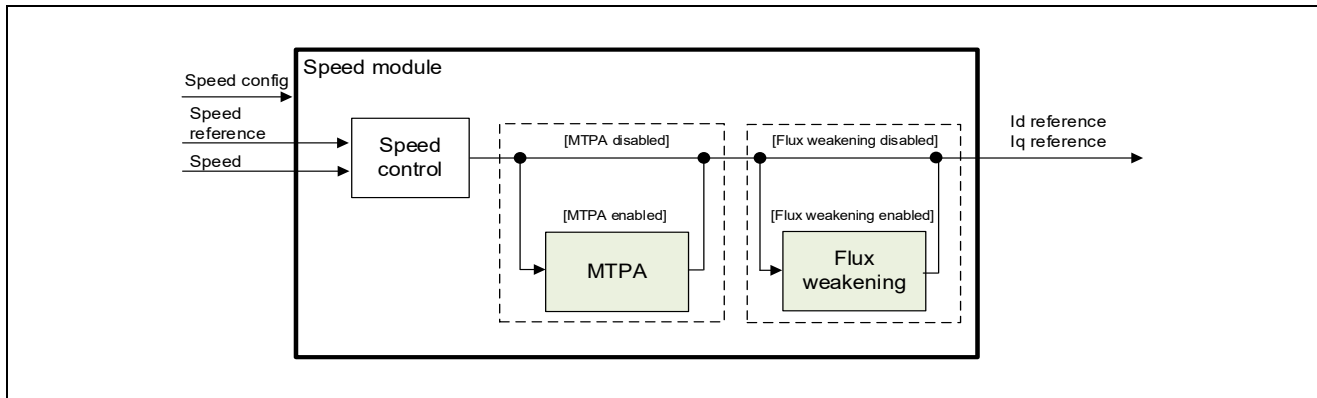 Speed module
Speed config
Speed
reference
Speed
Speed
control
[MTPA disabled]
[MTPA enabled]
MTPA
[Flux weakening disabled]
[Flux weakening enabled]
Flux
weakening
Id reference
Iq reference